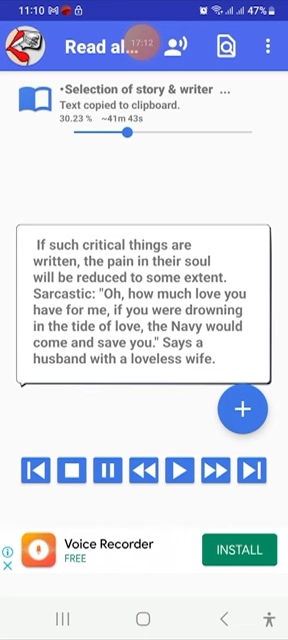 11:10 47%
Read al... 17:12
•Selection of story & writer ...
Text copied to clipboard.
30.23 % ~41m 43s
If such critical things are
written, the pain in their soul
will be reduced to some extent.
Sarcastic: "Oh, how much love you
have for me, if you were drowning
in the tide of love, the Navy would
come and save you." Says a
husband with a loveless wife.
Voice Recorder
FREE
INSTALL